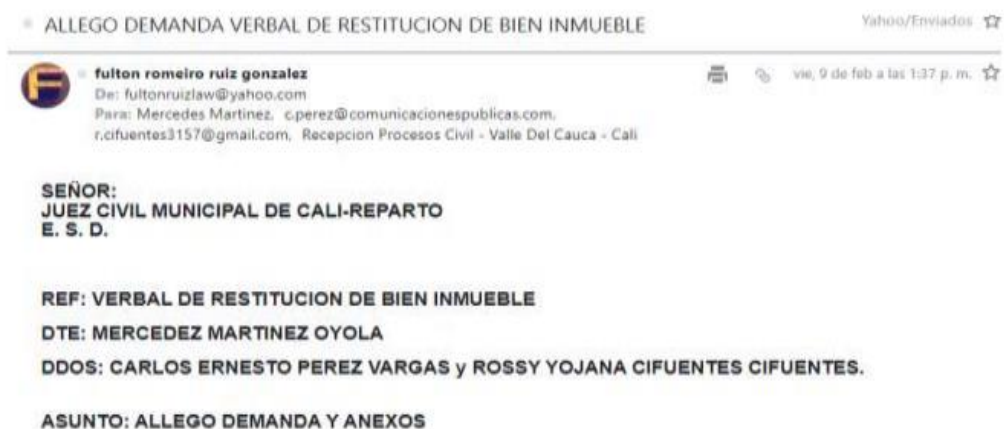 ALLEGO DEMANDA VERBAL DE RESTITUCION DE BIEN INMUEBLE
Yahoo/Enviados
F
fulton romeiro ruiz gonzalez
vie, 9 de feb a las 1:37 p. m.
De: fultonruizlaw@yahoo.com
Para: Mercedes Martinez, c.perez@comunicacionespublicas.com,
r.cifuentes3157@gmail.com, Recepcion Procesos Civil - Valle Del Cauca - Cali
SEÑOR:
JUEZ CIVIL MUNICIPAL DE CALI-REPARTO
E. S. D.
REF: VERBAL DE RESTITUCION DE BIEN INMUEBLE
DTE: MERCEDEZ MARTINEZ OYOLA
DDOS: CARLOS ERNESTO PEREZ VARGAS y ROSSY YOJANA CIFUENTES CIFUENTES.
ASUNTO: ALLEGO DEMANDA Y ANEXOS